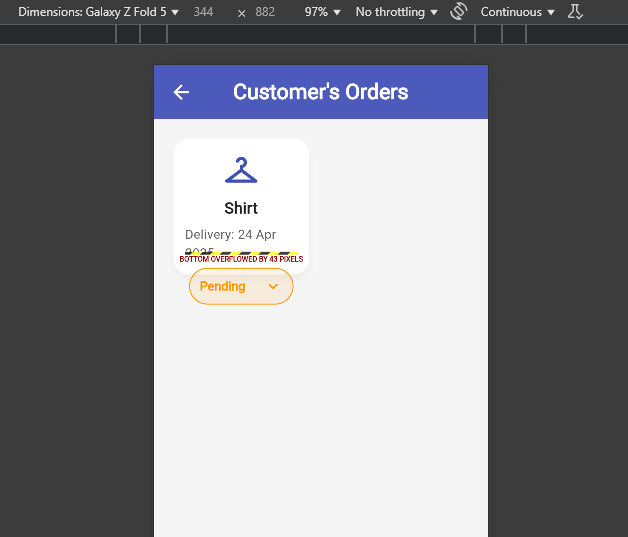 Dimensions: Galaxy Z Fold 5 344 × 882 97% No throttling Continuous
Customer's Orders
Shirt
Delivery: 24 Apr
2025
BOTTOM OVERFLOWED BY 43 PIXELS
Pending